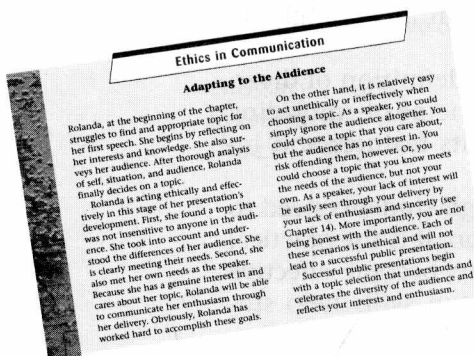 Ethics in Communication
Adapting to the Audience
Rolanda, at the beginning of the chapter,
struggles to find and appropriate topic for
her first speech. She begins by reflecting on
her interests and knowledge. She also sur-
veys her audience. After thorough analysis
of self, situation, and audience, Rolanda
finally decides on a topic.
Rolanda is acting ethically and effec-
tively in this stage of her presentation's
development. First, she found a topic that
was not insensitive to anyone in the audi-
ence. She took into account and under-
stood the differences of her audience. She
is clearly meeting their needs. Second, she
also met her own needs as the speaker.
Because she has a genuine interest in and
cares about her topic, Rolanda will be able
to communicate her enthusiasm through
her delivery. Obviously, Rolanda has
worked hard to accomplish these goals.
On the other hand, it is relatively easy
to act unethically or ineffectively when
choosing a topic. As a speaker, you could
simply ignore the audience altogether. You
could choose a topic that you care about,
but the audience has no interest in. You
risk offending them, however. Or, you
could choose a topic that you know meets
the needs of the audience, but not your
own. As a speaker, your lack of interest will
be easily seen through your delivery by
your lack of enthusiasm and sincerity (see
Chapter 14). More importantly, you are not
being honest with the audience. Each of
these scenarios is unethical and will not
lead to a successful public presentation.
Successful public presentations begin
with a topic selection that understands and
celebrates the diversity of the audience and
reflects your interests and enthusiasm.